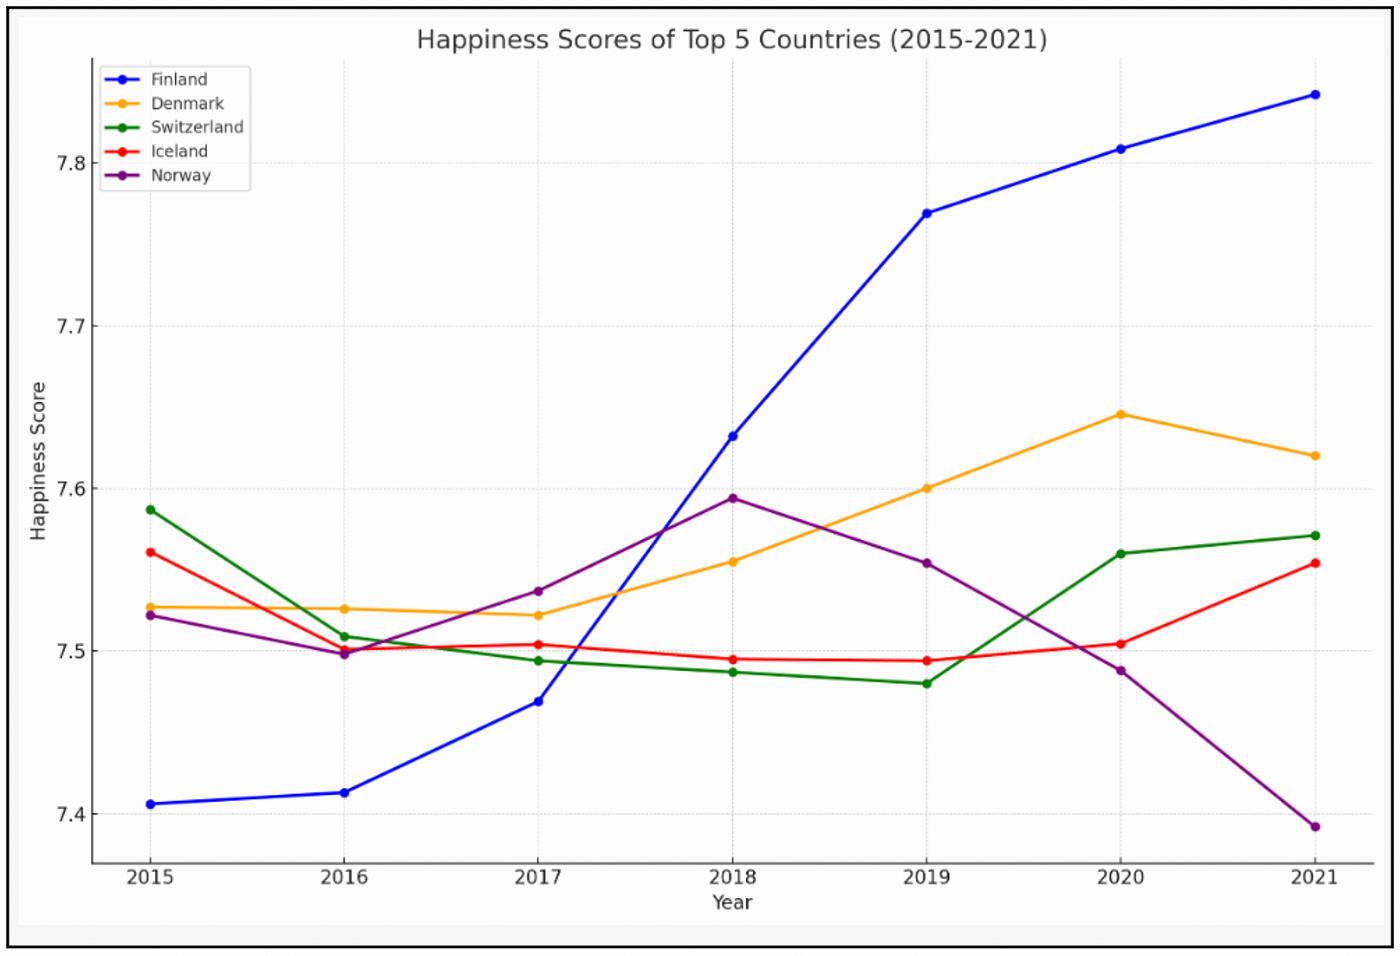 Happiness Scores of Top 5 Countries (2015-2021)
Finland
Denmark
Switzerland
Iceland
Norway
7.8
7.7
7.6
7.5
7.4
Happiness Score
2015 2016 2017 2018 2019 2020 2021
Year